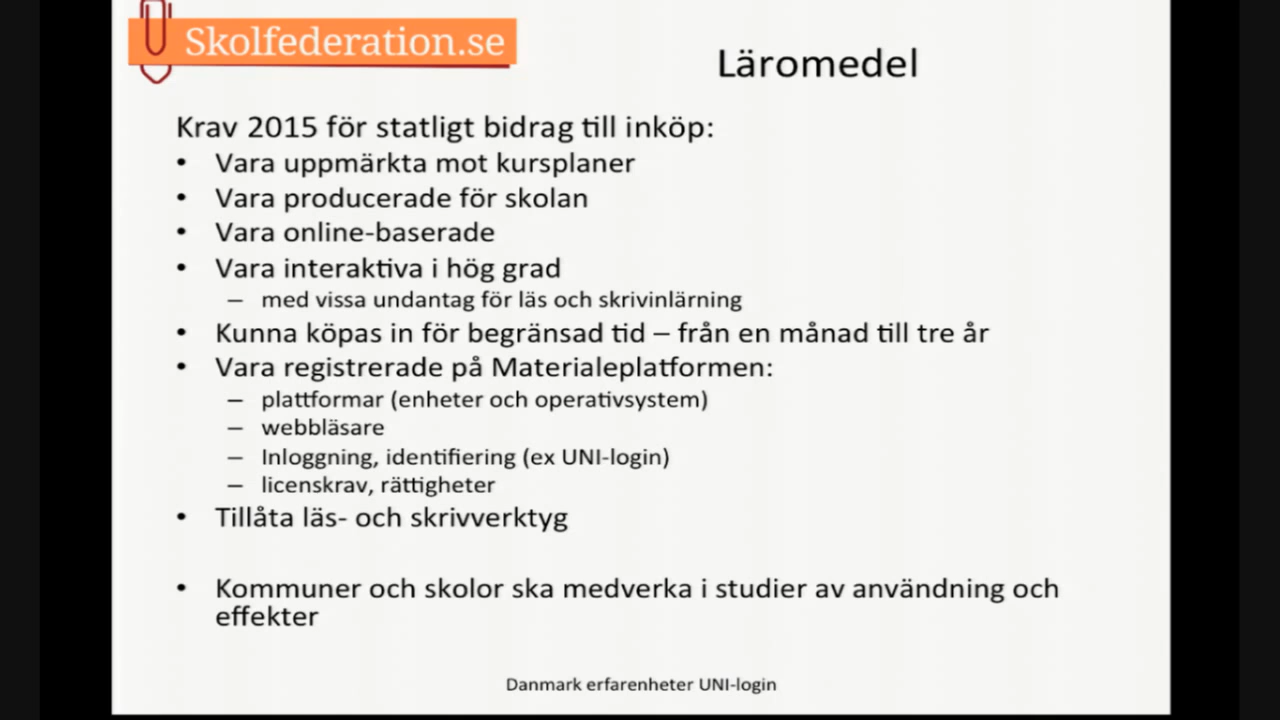 Skolfederation.se
Läromedel
Krav 2015 för statligt bidrag till inköp:
• Vara uppmärkta mot kursplaner
• Vara producerade för skolan
• Vara online-baserade
• Vara interaktiva i hög grad
– med vissa undantag för läs och skrivinlärning
• Kunna köpas in för begränsad tid – från en månad till tre år
• Vara registrerade på Materialeplatformen:
– plattformar (enheter och operativsystem)
– webbläsare
– Inloggning, identifiering (ex UNI-login)
– licenskrav, rättigheter
• Tillåta läs- och skrivverktyg
• Kommuner och skolor ska medverka i studier av användning och
effekter
Danmark erfarenheter UNI-login